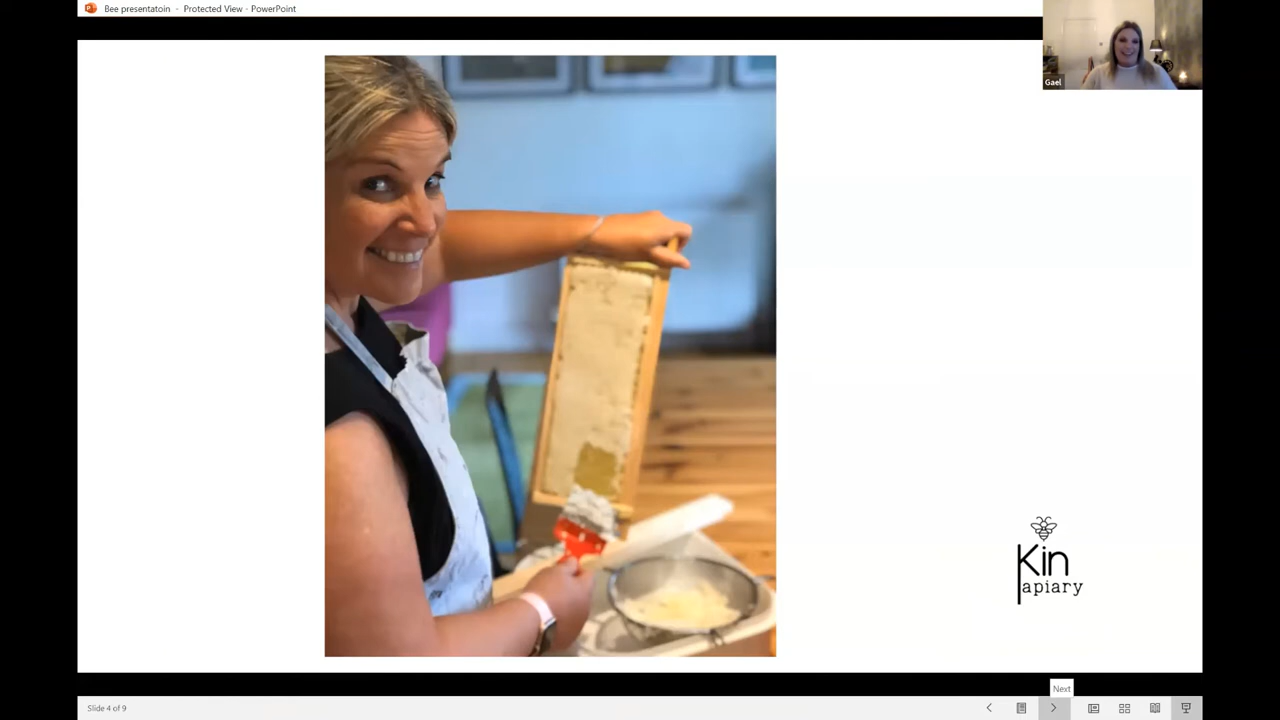 Bee presentatoin - Protected View - PowerPoint
Gael
Kin
apiary
Next
Slide 4 of 9